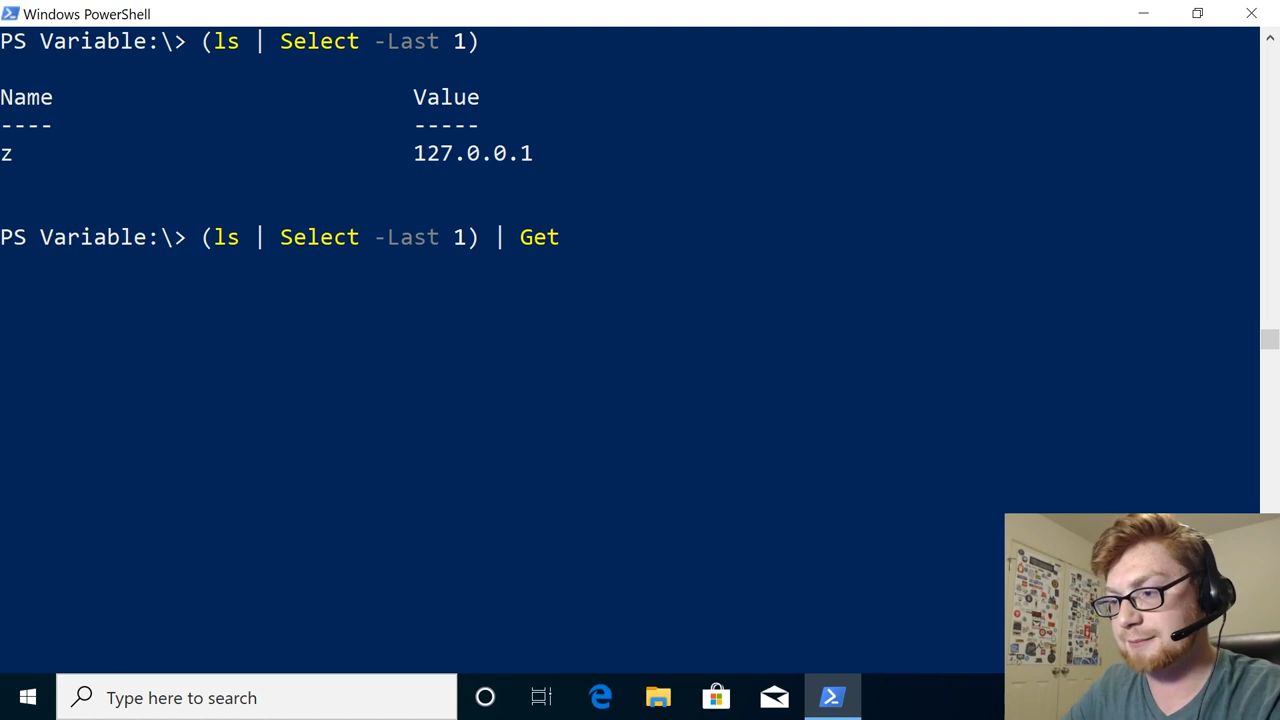 Windows PowerShell
PS Variable:\> (ls | Select -Last 1)
Name Value
---- -----
z 127.0.0.1
PS Variable:\> (ls | Select -Last 1) | Get
Type here to search